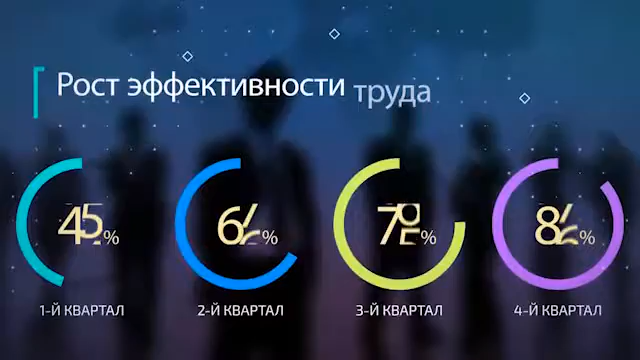 Рост эффективности труда
%
%
%
%
1-Й КВАРТАЛ
2-Й КВАРТАЛ
3-Й КВАРТАЛ
4-Й КВАРТАЛ